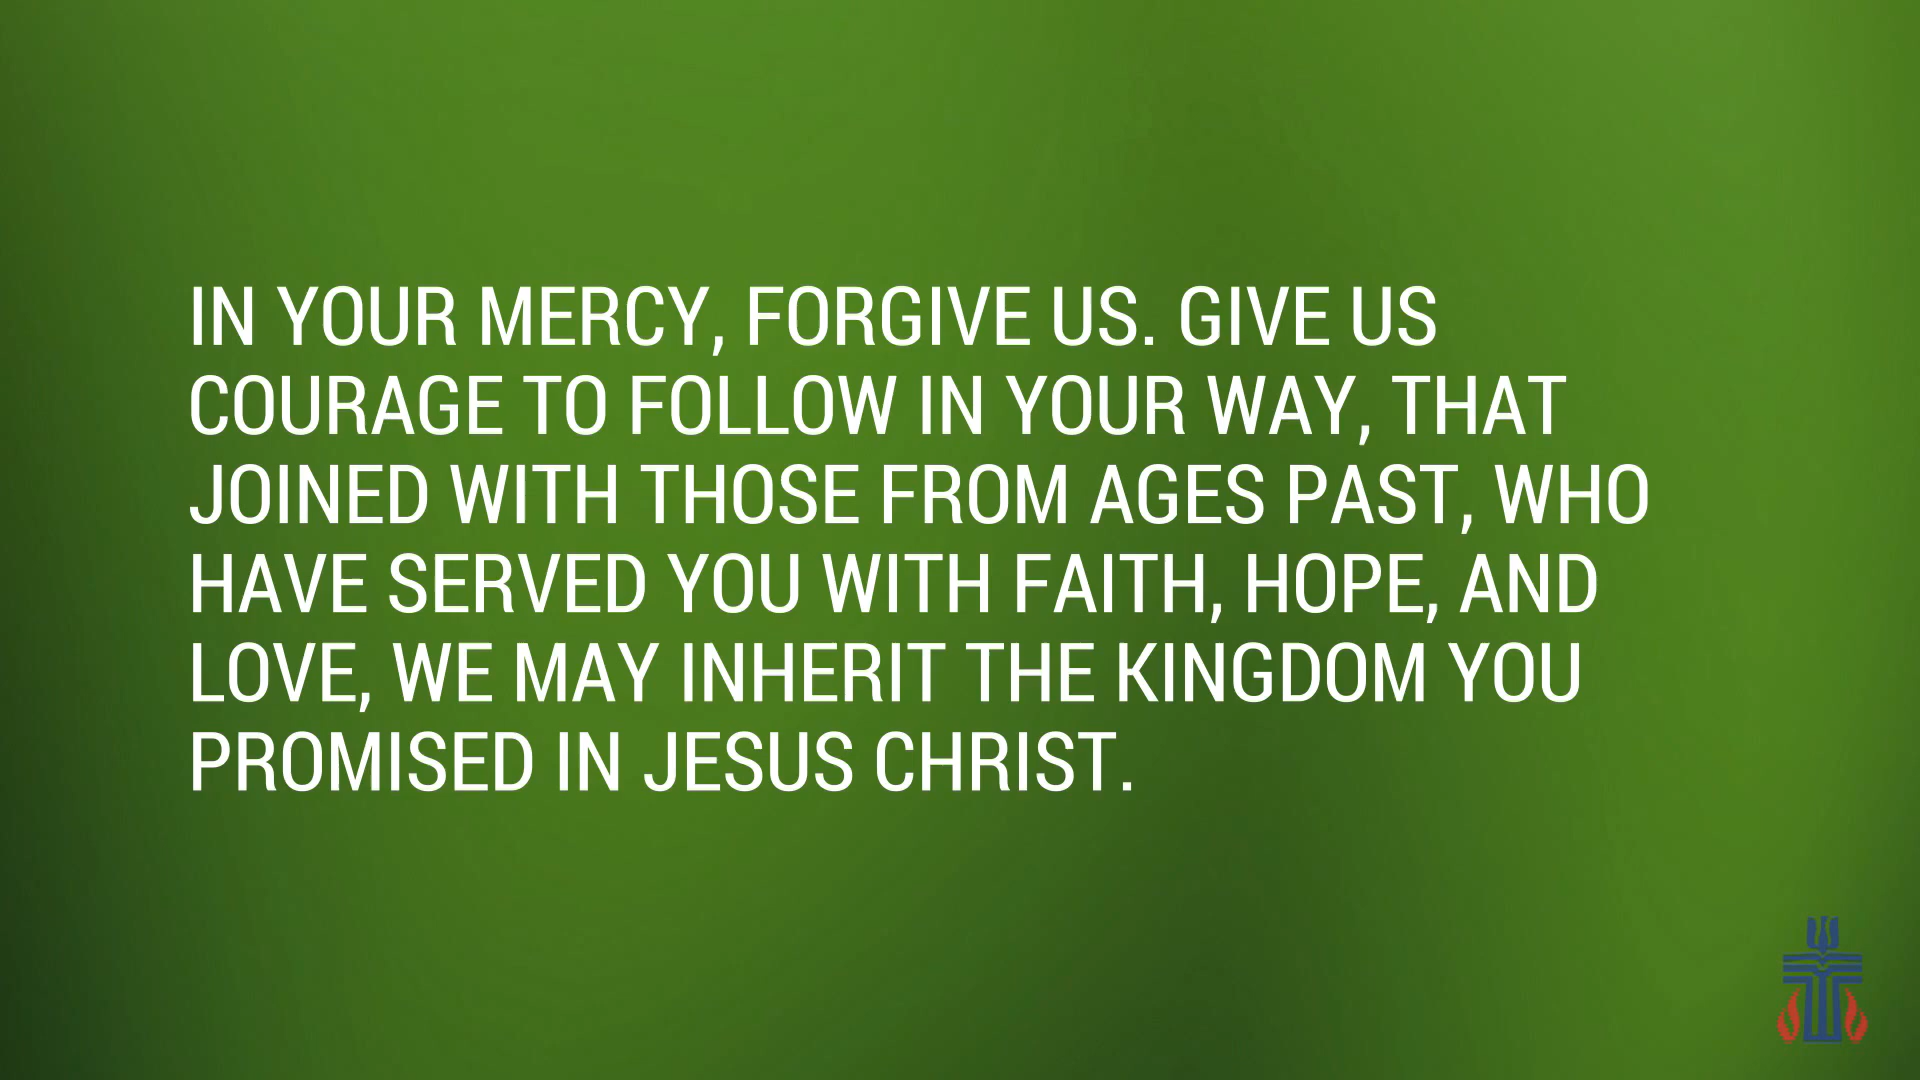 IN YOUR MERCY, FORGIVE US. GIVE US
COURAGE TO FOLLOW IN YOUR WAY, THAT
JOINED WITH THOSE FROM AGES PAST, WHO
HAVE SERVED YOU WITH FAITH, HOPE, AND
LOVE, WE MAY INHERIT THE KINGDOM YOU
PROMISED IN JESUS CHRIST.